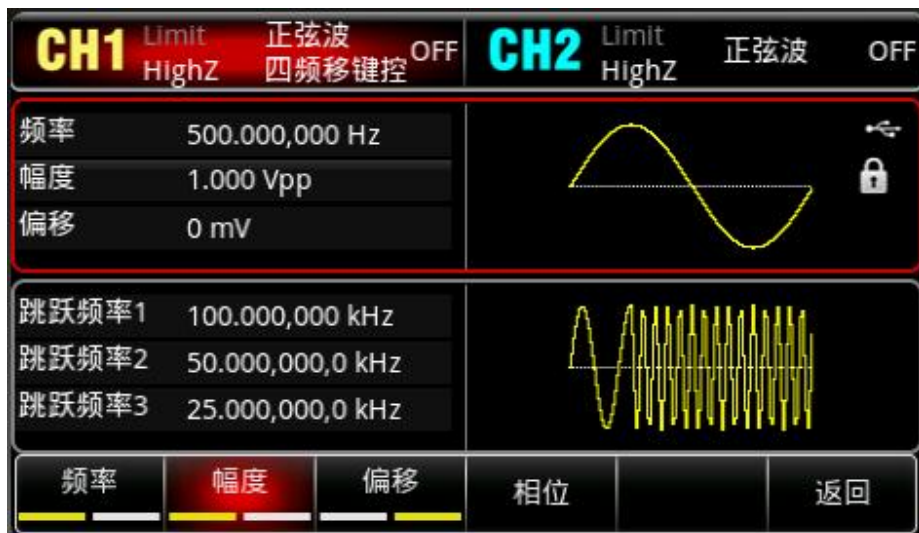 CH1 Limit 正弦波 OFF CH2 Limit 正弦波 OFF
HighZ 四频移键控 HighZ
频率 500.000,000 Hz
幅度 1.000 Vpp
偏移 0 mV
跳跃频率1 100.000,000 kHz
跳跃频率2 50.000,000,0 kHz
跳跃频率3 25.000,000,0 kHz
频率 幅度 偏移 相位 返回